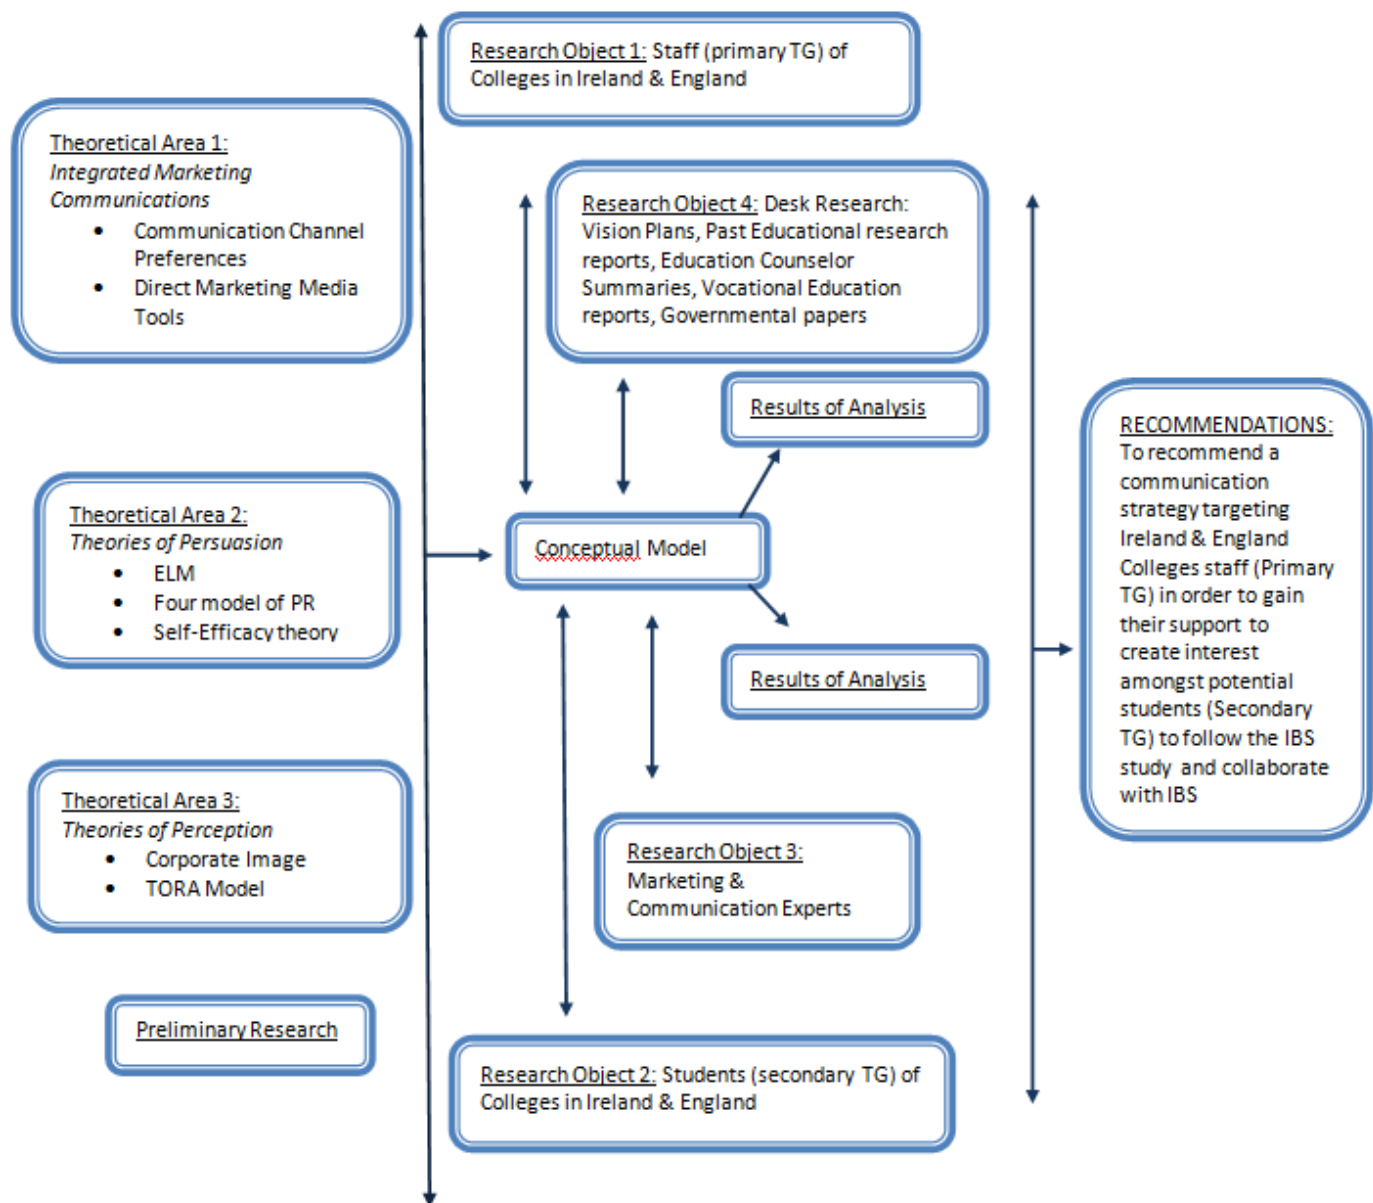 Research Object 1: Staff (primary TG) of
Colleges in Ireland & England
Theoretical Area 1:
Integrated Marketing
Communications
• Communication Channel
Preferences
• Direct Marketing Media
Tools
Research Object 4: Desk Research:
Vision Plans, Past Educational research
reports, Education Counselor
Summaries, Vocational Education
reports, Governmental papers
Results of Analysis
Theoretical Area 2:
Theories of Persuasion
• ELM
• Four model of PR
• Self-Efficacy theory
Conceptual Model
Results of Analysis
RECOMMENDATIONS:
To recommend a
communication
strategy targeting
Ireland & England
Colleges staff (Primary
TG) in order to gain
their support to
create interest
amongst potential
students (Secondary
TG) to follow the IBS
study and collaborate
with IBS
Theoretical Area 3:
Theories of Perception
• Corporate Image
• TORA Model
Research Object 3:
Marketing &
Communication Experts
Preliminary Research
Research Object 2: Students (secondary TG) of
Colleges in Ireland & England